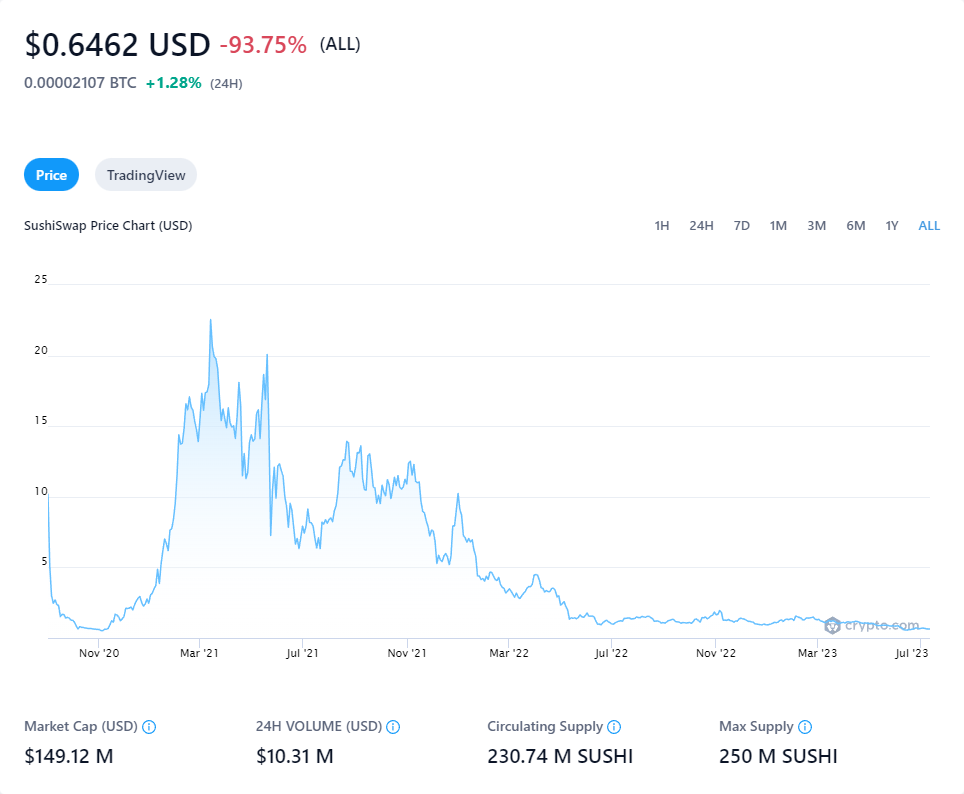 $0.6462 USD -93.75% (ALL)
0.00002107 BTC +1.28% (24H)
Price TradingView
SushiSwap Price Chart (USD) 1H 24H 7D 1M 3M 6M 1Y ALL
25
20
15
10
5
crypto.com
Nov '20 Mar '21 Jul '21 Nov '21 Mar '22 Jul '22 Nov '22 Mar '23 Jul '23
Market Cap (USD) 24H VOLUME (USD) Circulating Supply Max Supply
$149.12 M $10.31 M 230.74 M SUSHI 250 M SUSHI